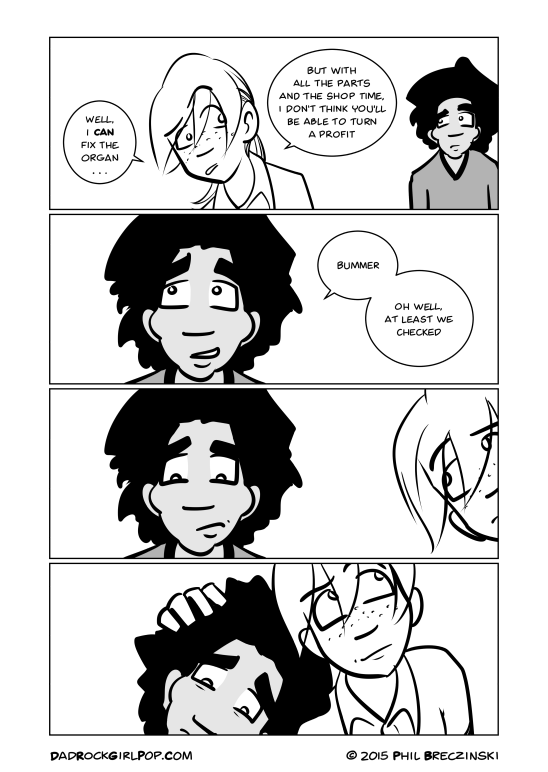 WELL,
I CAN
FIX THE
ORGAN
...
BUT WITH
ALL THE PARTS
AND THE SHOP TIME,
I DON'T THINK YOU'LL
BE ABLE TO TURN
A PROFIT
BUMMER
OH WELL,
AT LEAST WE
CHECKED
DADROCKGIRLPOP.COM
© 2015 PHIL BRECZINSKI